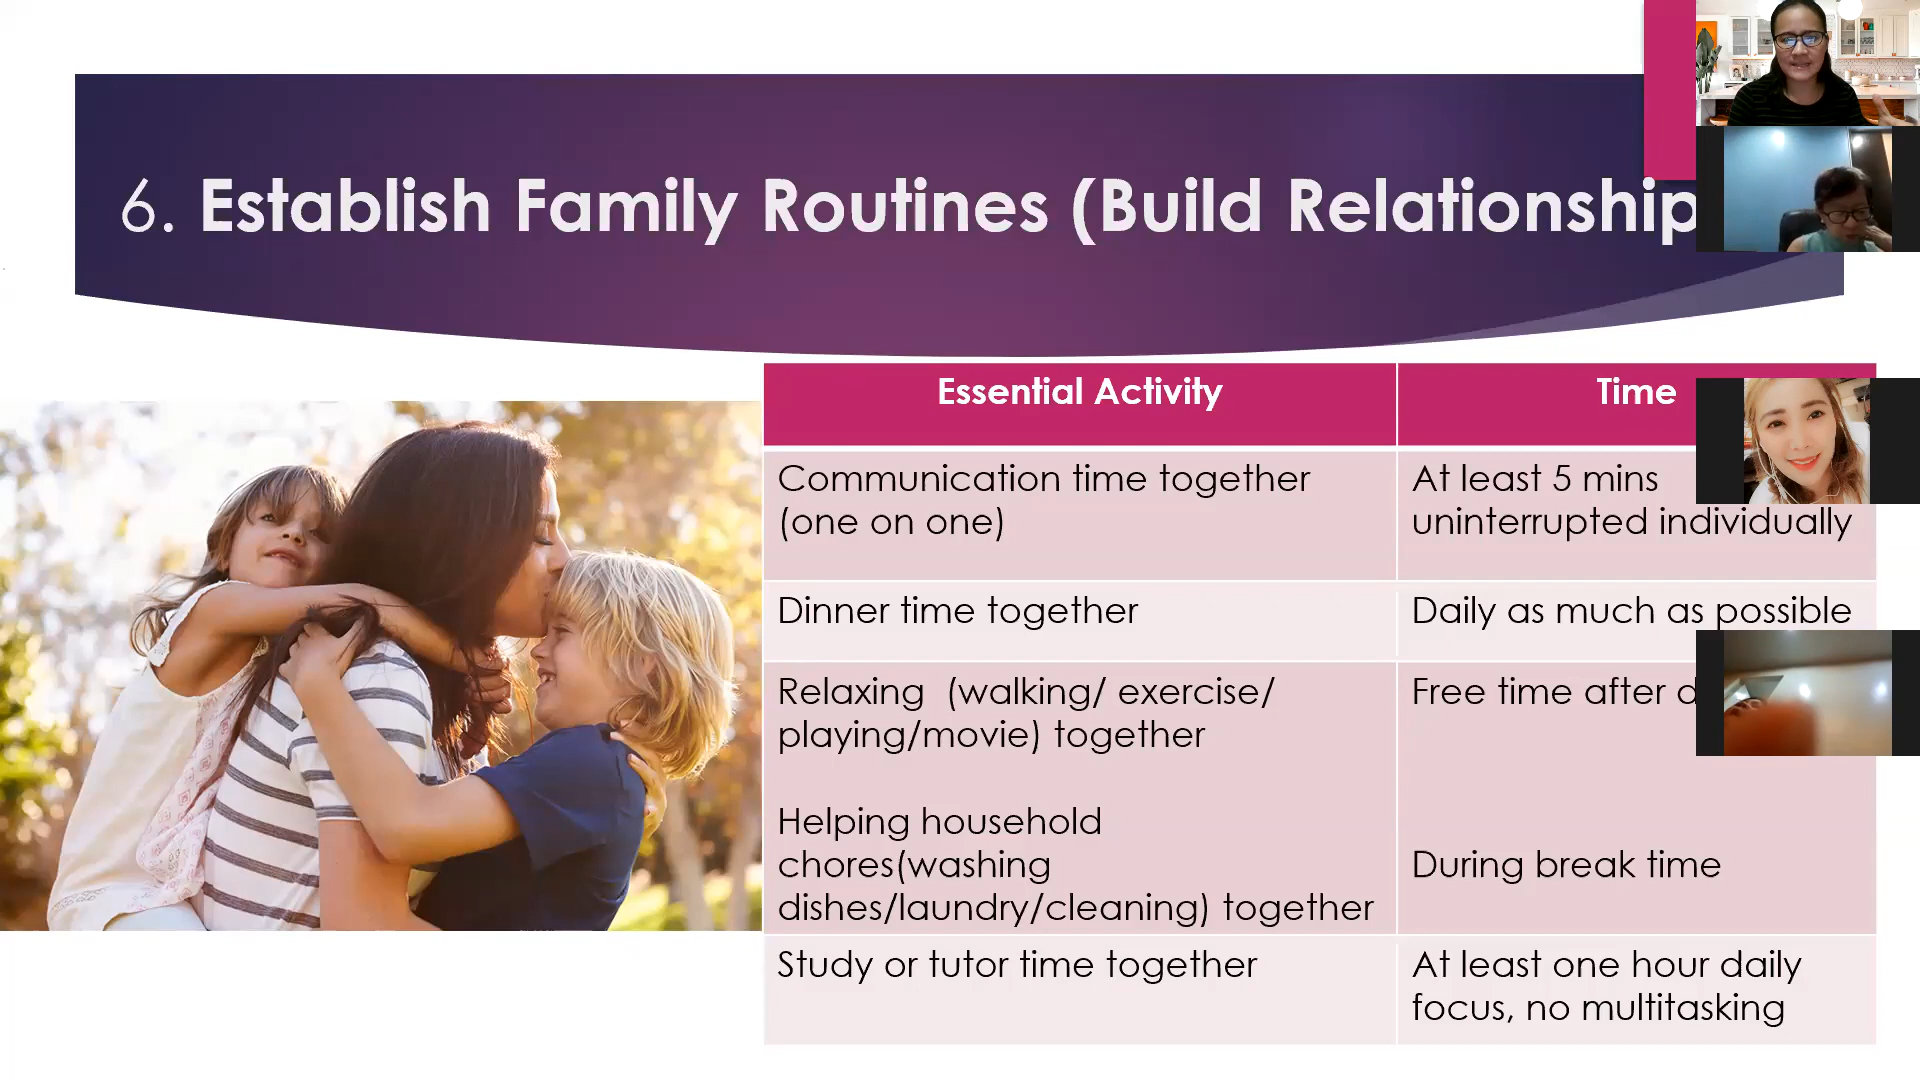 6. Establish Family Routines (Build Relationship
Essential Activity
Time
Communication time together
(one on one)
At least 5 mins
uninterrupted individually
Dinner time together
Daily as much as possible
Relaxing (walking/ exercise/
playing/movie) together
Free time after
Helping household
chores(washing
dishes/laundry/cleaning) together
During break time
Study or tutor time together
At least one hour daily
focus, no multitasking